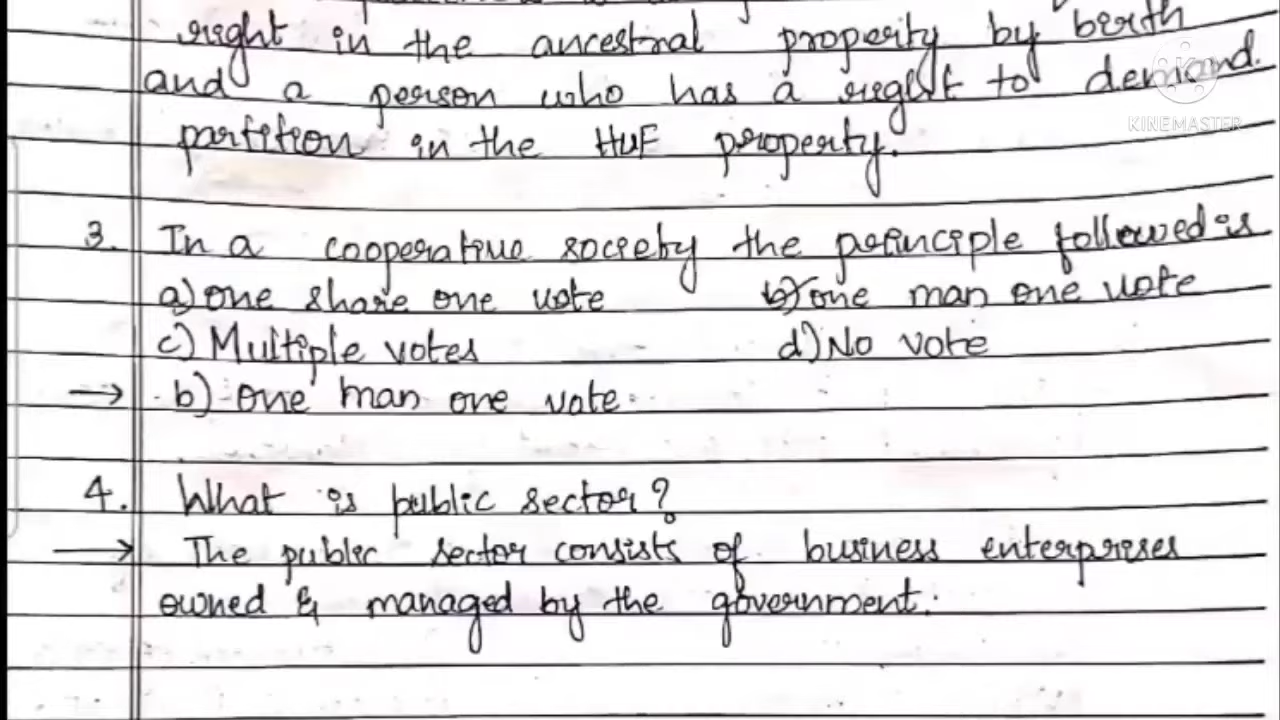 right in the ancestral property by birth
and a person who has a right to demand.
partition in the HUF property.
KINEMASTER
3. In a cooperative society the principle followed is
a) one share one vote b) one man one vote
c) Multiple votes d) No vote
→ b) one man one vote.
4. What is public sector?
→ The public sector consists of business enterprises
owned & managed by the government.